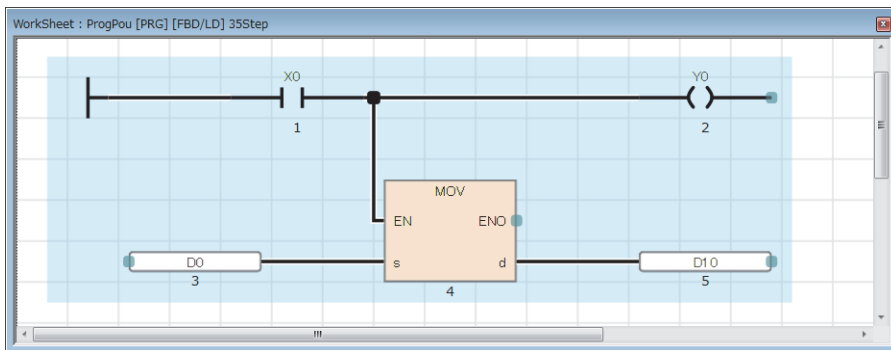 WorkSheet : ProgPou [PRG] [FBD/LD] 35Step
X0
Y0
1
2
MOV
EN
ENO
D0
s
d
D10
3
4
5